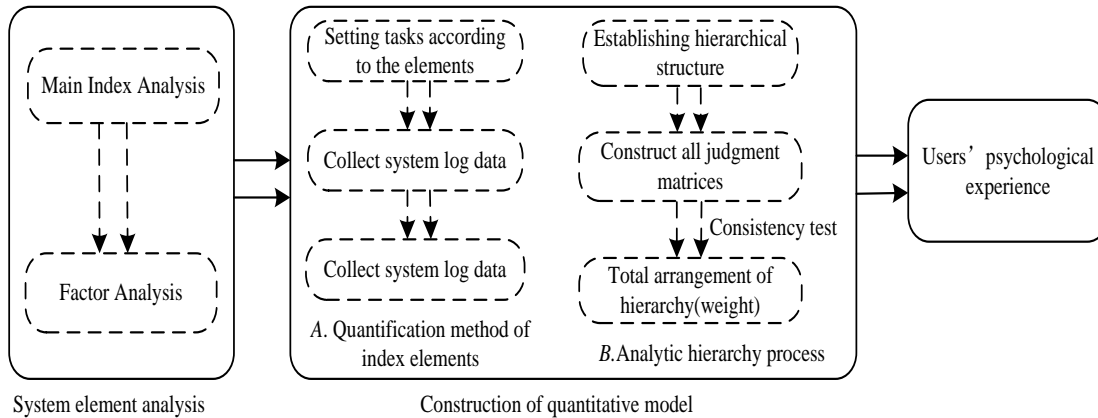 Main Index Analysis
Factor Analysis
System element analysis
Setting tasks according
to the elements
Collect system log data
Collect system log data
A. Quantification method of
index elements
Establishing hierarchical
structure
Construct all judgment
matrices
Consistency test
Total arrangement of
hierarchy(weight)
B.Analytic hierarchy process
Construction of quantitative model
Users’ psychological
experience